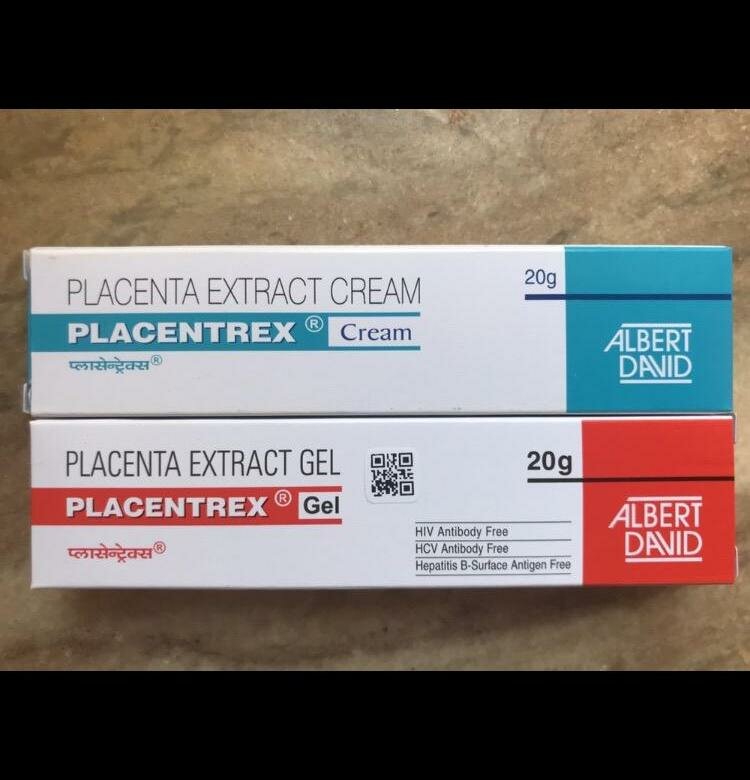 PLACENTA EXTRACT CREAM
PLACENTREX® Cream
प्लासेन्ट्रेक्स®
20g
ALBERT
DAVID
PLACENTA EXTRACT GEL
PLACENTREX® Gel
प्लासेन्ट्रेक्स®
20g
HIV Antibody Free
HCV Antibody Free
Hepatitis B-Surface Antigen Free
ALBERT
DAVID